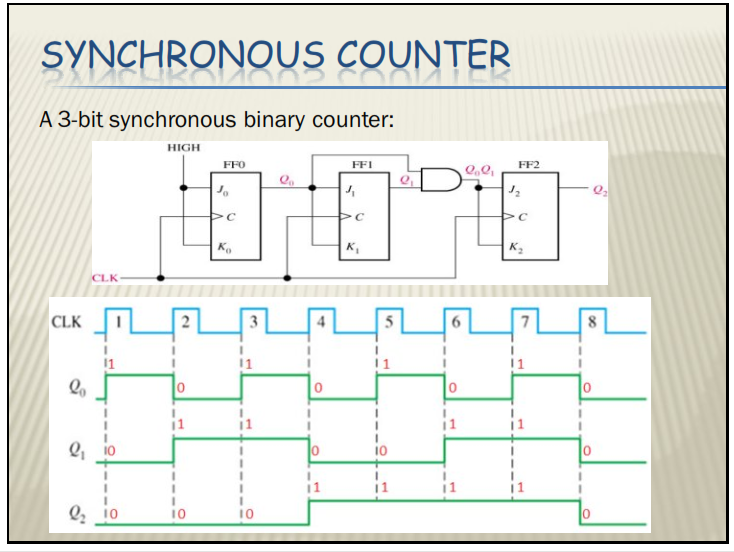 SYNCHRONOUS COUNTER
A 3-bit synchronous binary counter:
HIGH
FF0 FF1 FF2
Q₀ Q₁ Q₀Q₁ Q₂
J₀ J₁ J₂
C C C
K₀ K₁ K₂
CLK
CLK 1 2 3 4 5 6 7 8
1 1 1 1
Q₀ 0 0 0 0
1 1 1 1
Q₁ 0 0 0 0
1 1 1 1
Q₂ 0 0 0 0